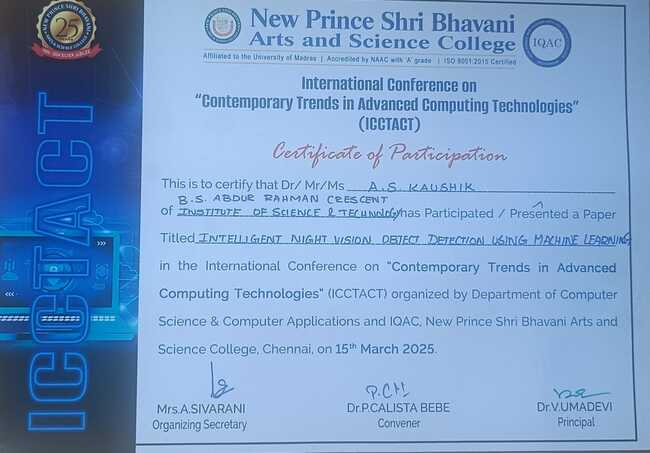 NEW PRINCE SHRI BHAVANI
25
ICCTACT
New Prince Shri Bhavani
Arts and Science College
IQAC
Affiliated to the University of Madras | Accredited by NAAC with 'A' grade | ISO 9001:2015 Certified
International Conference on
"Contemporary Trends in Advanced Computing Technologies"
(ICCTACT)
Certificate of Participation
This is to certify that Dr/ Mr/Ms A.S. KAUSHIK
B.S. ABDUR RAHMAN CRESCENT
of INSTITUTE OF SCIENCE & TECHNOLOGY has Participated / Presented a Paper
Titled INTELLIGENT NIGHT VISION OBJECT DETECTION USING MACHINE LEARNING
in the International Conference on "Contemporary Trends in Advanced
Computing Technologies" (ICCTACT) organized by Department of Computer
Science & Computer Applications and IQAC, New Prince Shri Bhavani Arts and
Science College, Chennai, on 15th March 2025.
P.CM
Mrs.A.SIVARANI
Organizing Secretary
Dr.P.CALISTA BEBE
Convener
Dr.V.UMADEVI
Principal